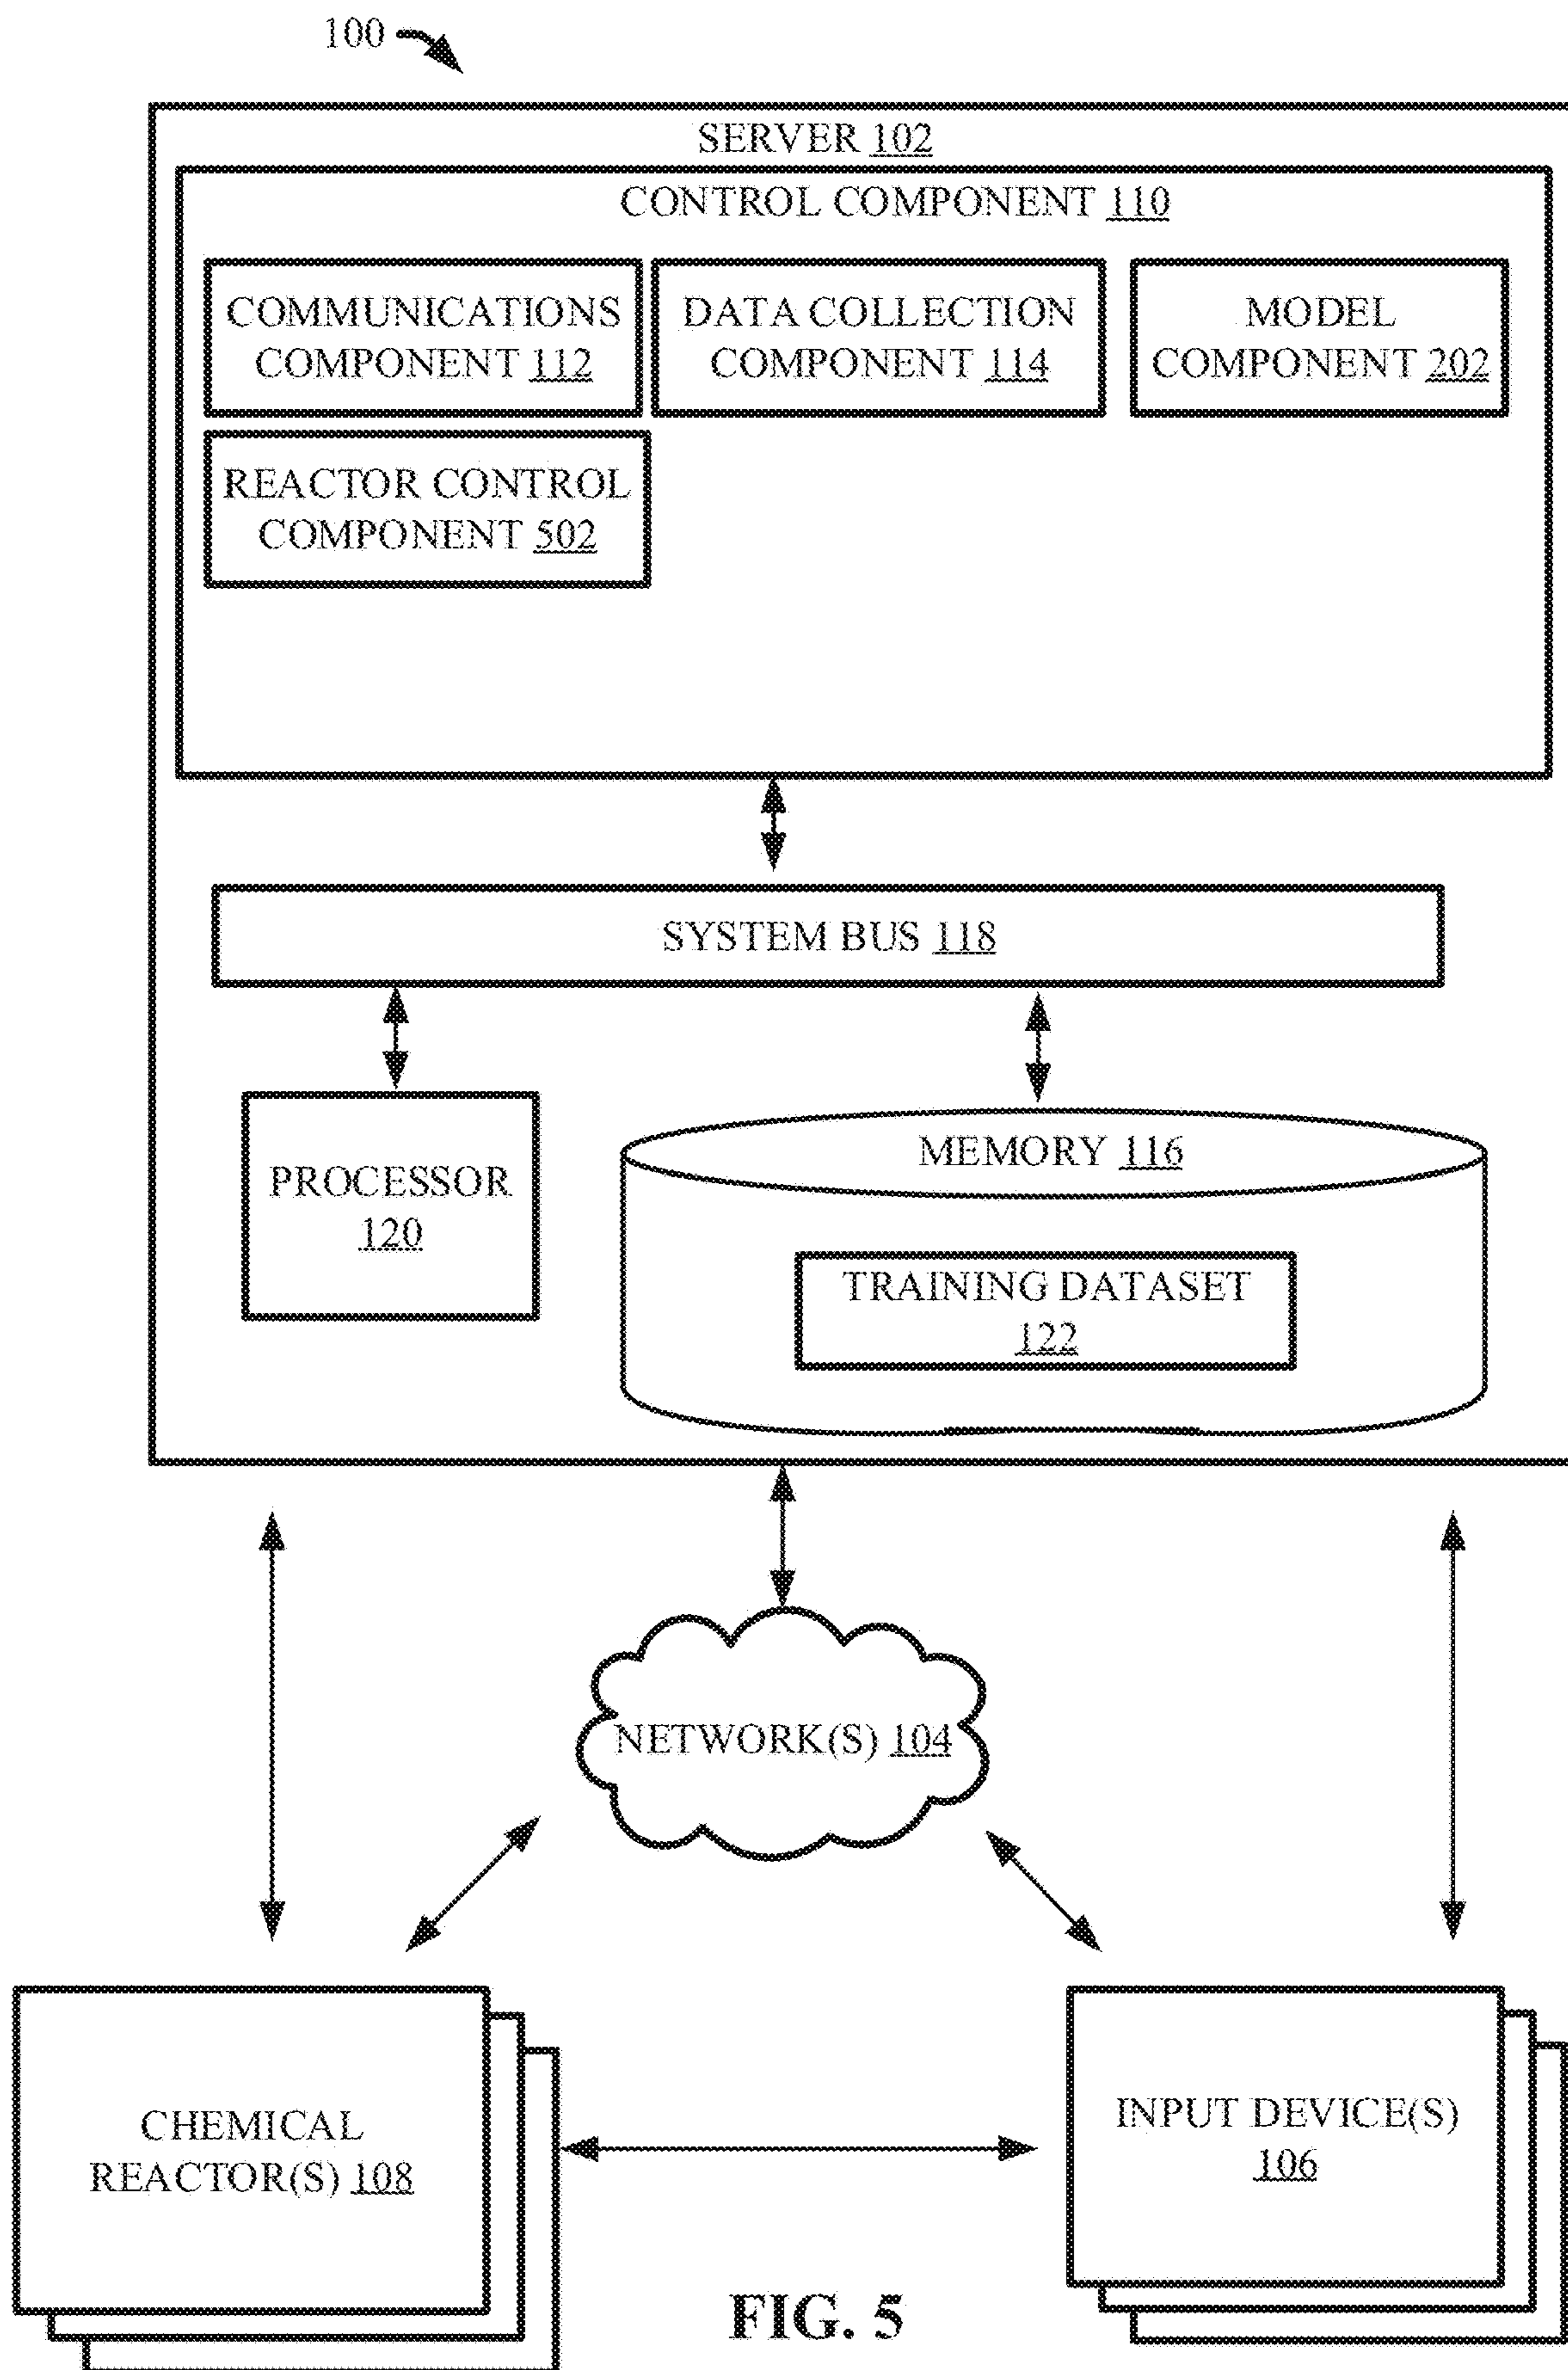 100
SERVER 102
CONTROL COMPONENT 110
COMMUNICATIONS
COMPONENT 112
DATA COLLECTION
COMPONENT 114
MODEL
COMPONENT 202
REACTOR CONTROL
COMPONENT 502
SYSTEM BUS 118
PROCESSOR
120
MEMORY 116
TRAINING DATASET
122
NETWORK(S) 104
CHEMICAL
REACTOR(S) 108
INPUT DEVICE(S)
106
FIG. 5